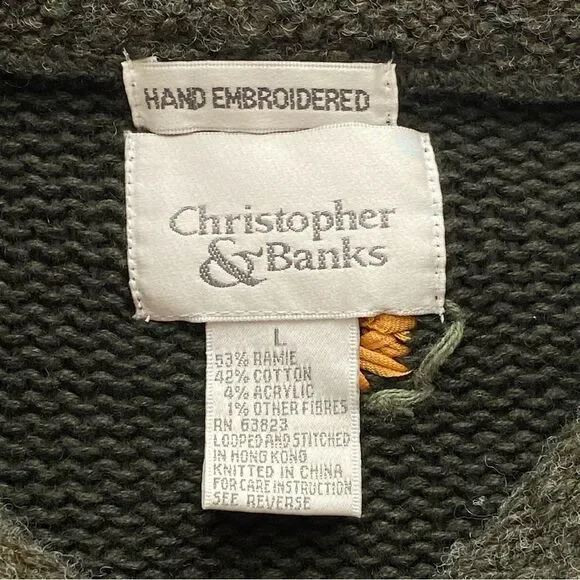 HAND EMBROIDERED
Christopher
& Banks
L
53% RAMIE
42% COTTON
4% ACRYLIC
1% OTHER FIBRES
RN 63823
LOOPED AND STITCHED
IN HONG KONG
KNITTED IN CHINA
FOR CARE INSTRUCTION
SEE REVERSE